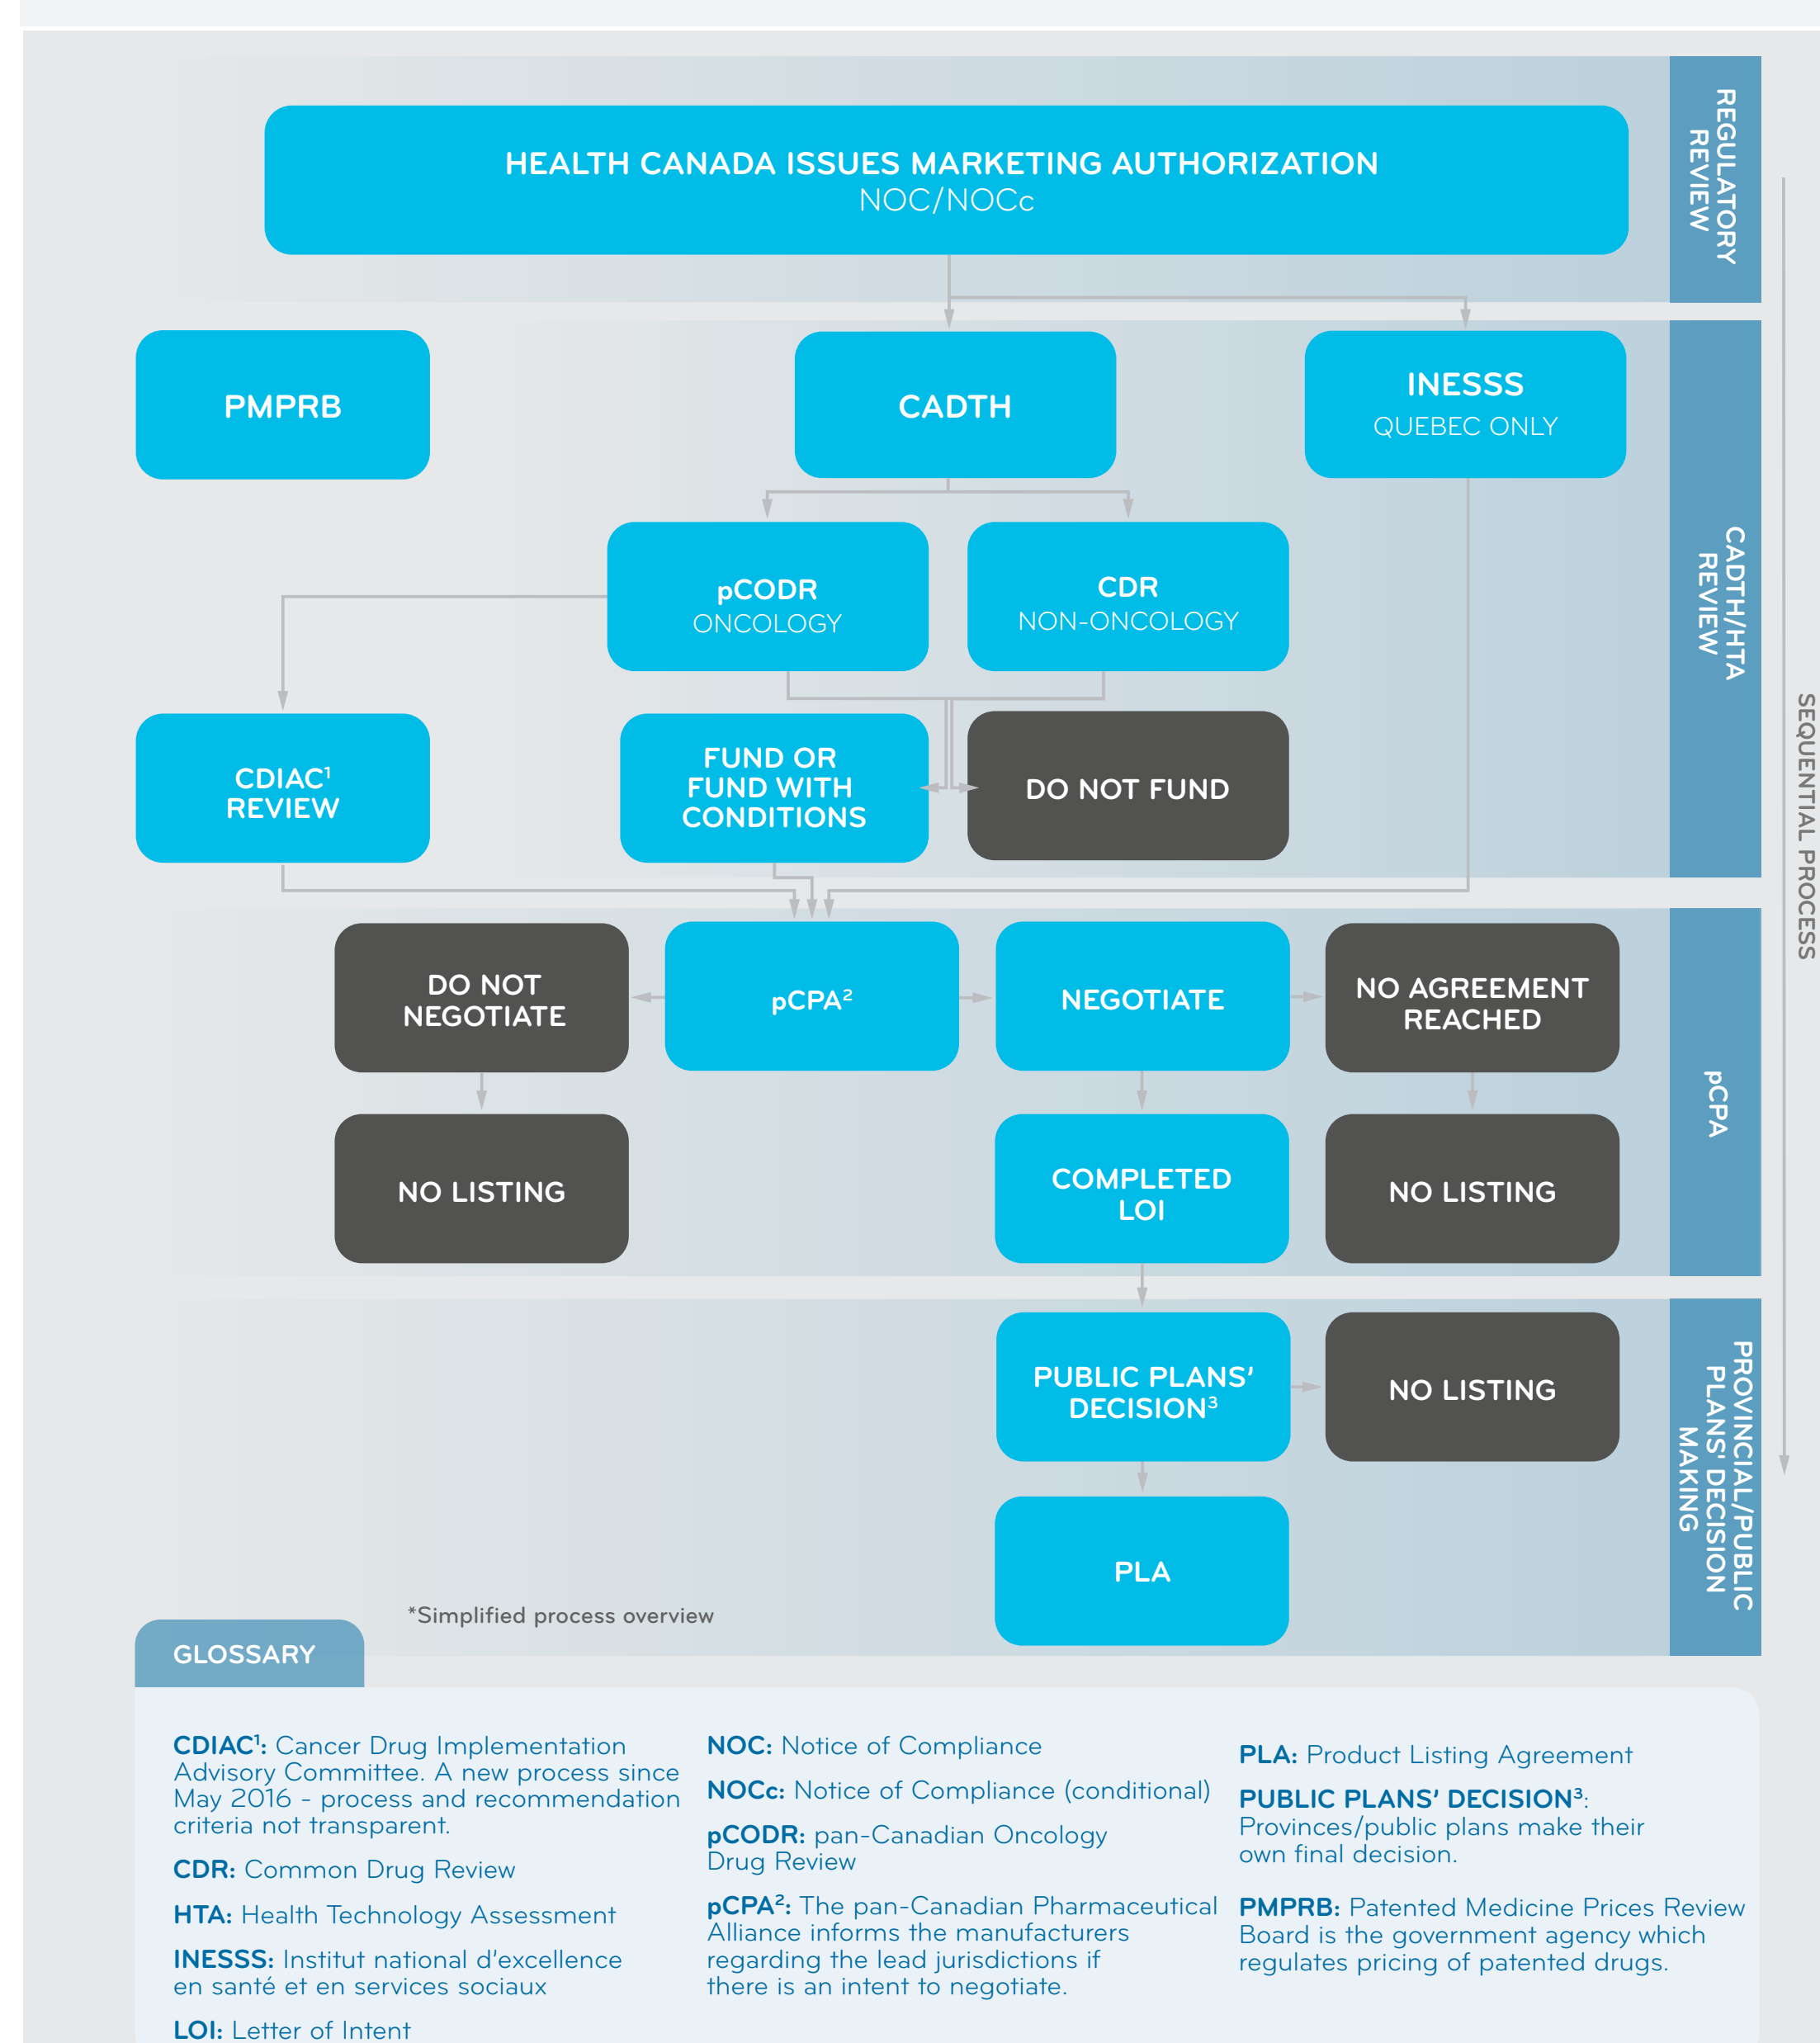 HEALTH CANADA ISSUES MARKETING AUTHORIZATION
NOC/NOCc
REGULATORY
REVIEW
PMPRB
CADTH
INESSS
QUEBEC ONLY
pCODR
ONCOLOGY
CDR
NON-ONCOLOGY
CADTH/HTA
REVIEW
CDIAC¹
REVIEW
FUND OR
FUND WITH
CONDITIONS
DO NOT FUND
SEQUENTIAL PROCESS
DO NOT
NEGOTIATE
pCPA²
NEGOTIATE
NO AGREEMENT
REACHED
pCPA
NO LISTING
COMPLETED
LOI
NO LISTING
PUBLIC PLANS'
DECISION³
NO LISTING
PROVINCIAL/PUBLIC
PLANS' DECISION
MAKING
PLA
*Simplified process overview
GLOSSARY
CDIAC¹: Cancer Drug Implementation
Advisory Committee. A new process since
May 2016 - process and recommendation
criteria not transparent.
CDR: Common Drug Review
HTA: Health Technology Assessment
INESSS: Institut national d'excellence
en santé et en services sociaux
LOI: Letter of Intent
NOC: Notice of Compliance
NOCc: Notice of Compliance (conditional)
pCODR: pan-Canadian Oncology
Drug Review
pCPA²: The pan-Canadian Pharmaceutical
Alliance informs the manufacturers
regarding the lead jurisdictions if
there is an intent to negotiate.
PLA: Product Listing Agreement
PUBLIC PLANS' DECISION³:
Provinces/public plans make their
own final decision.
PMPRB: Patented Medicine Prices Review
Board is the government agency which
regulates pricing of patented drugs.